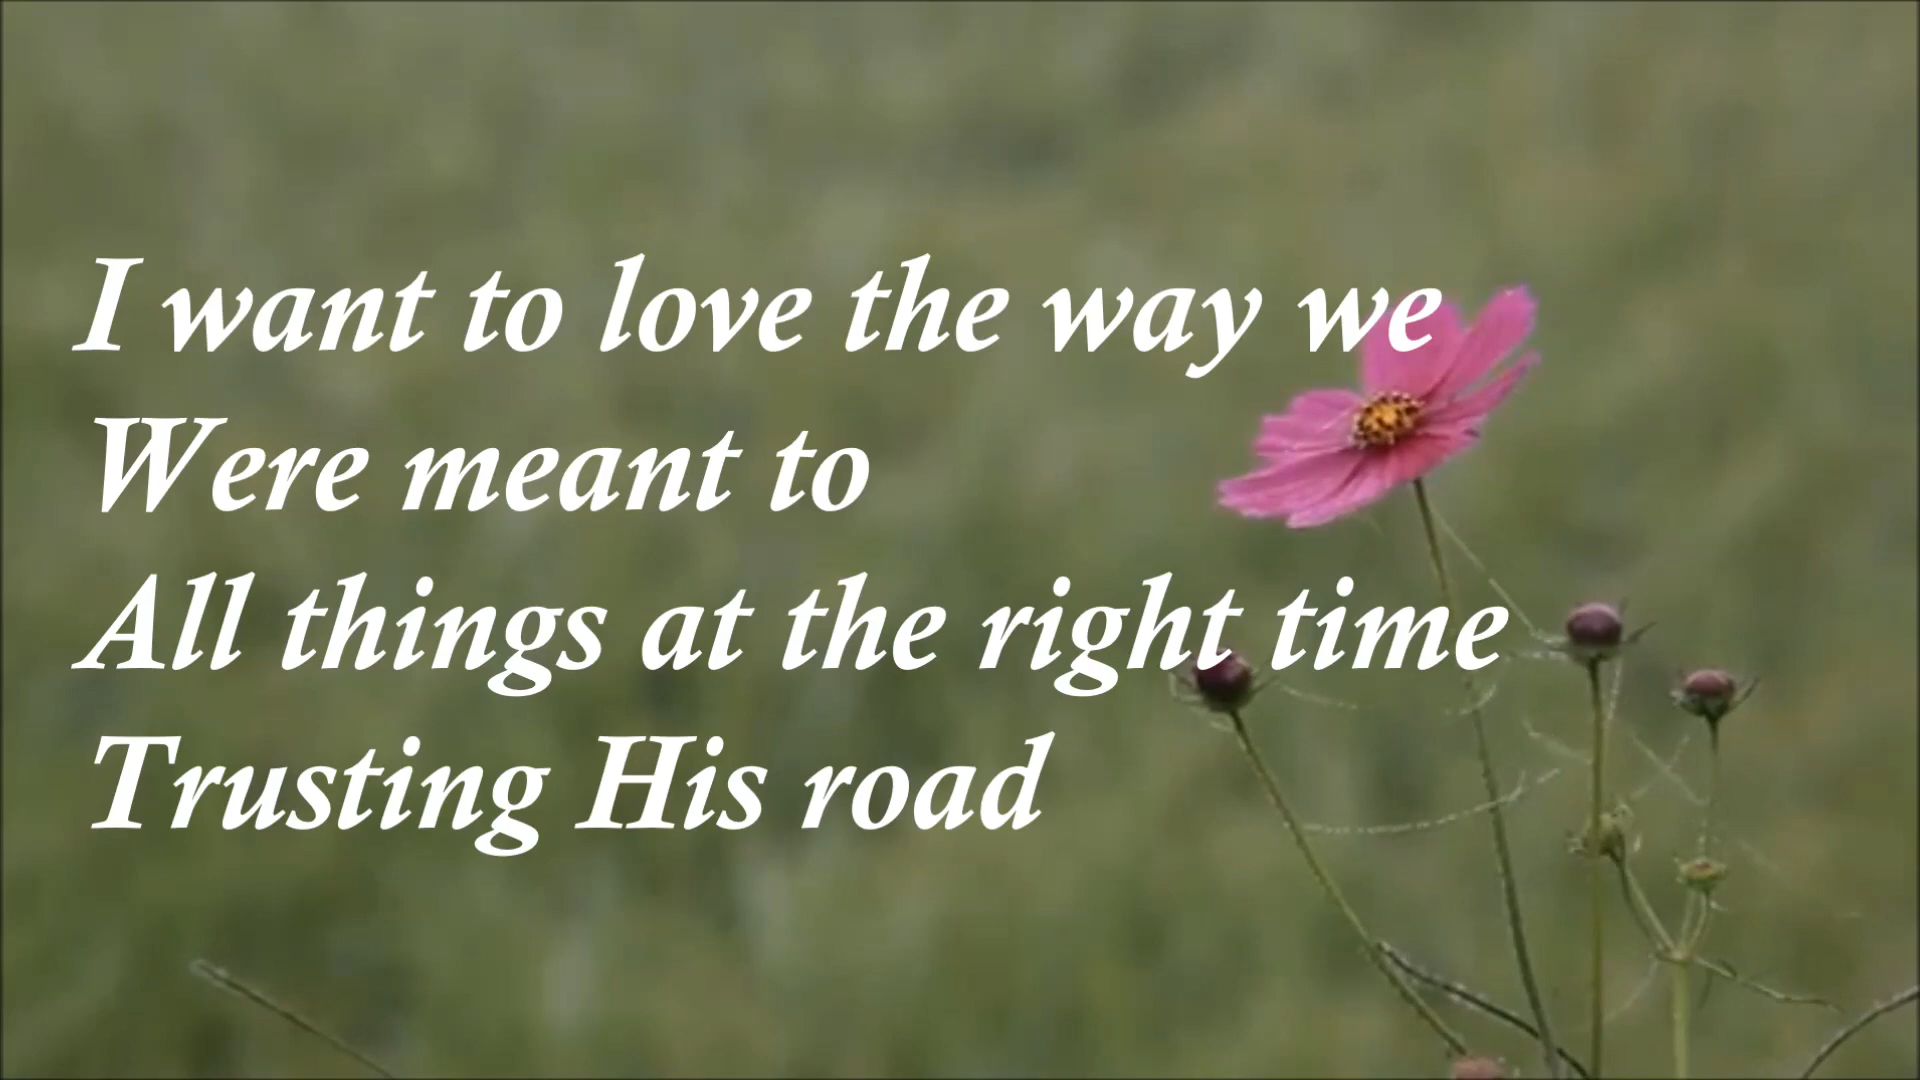 I want to love the way we
Were meant to
All things at the right time
Trusting His road